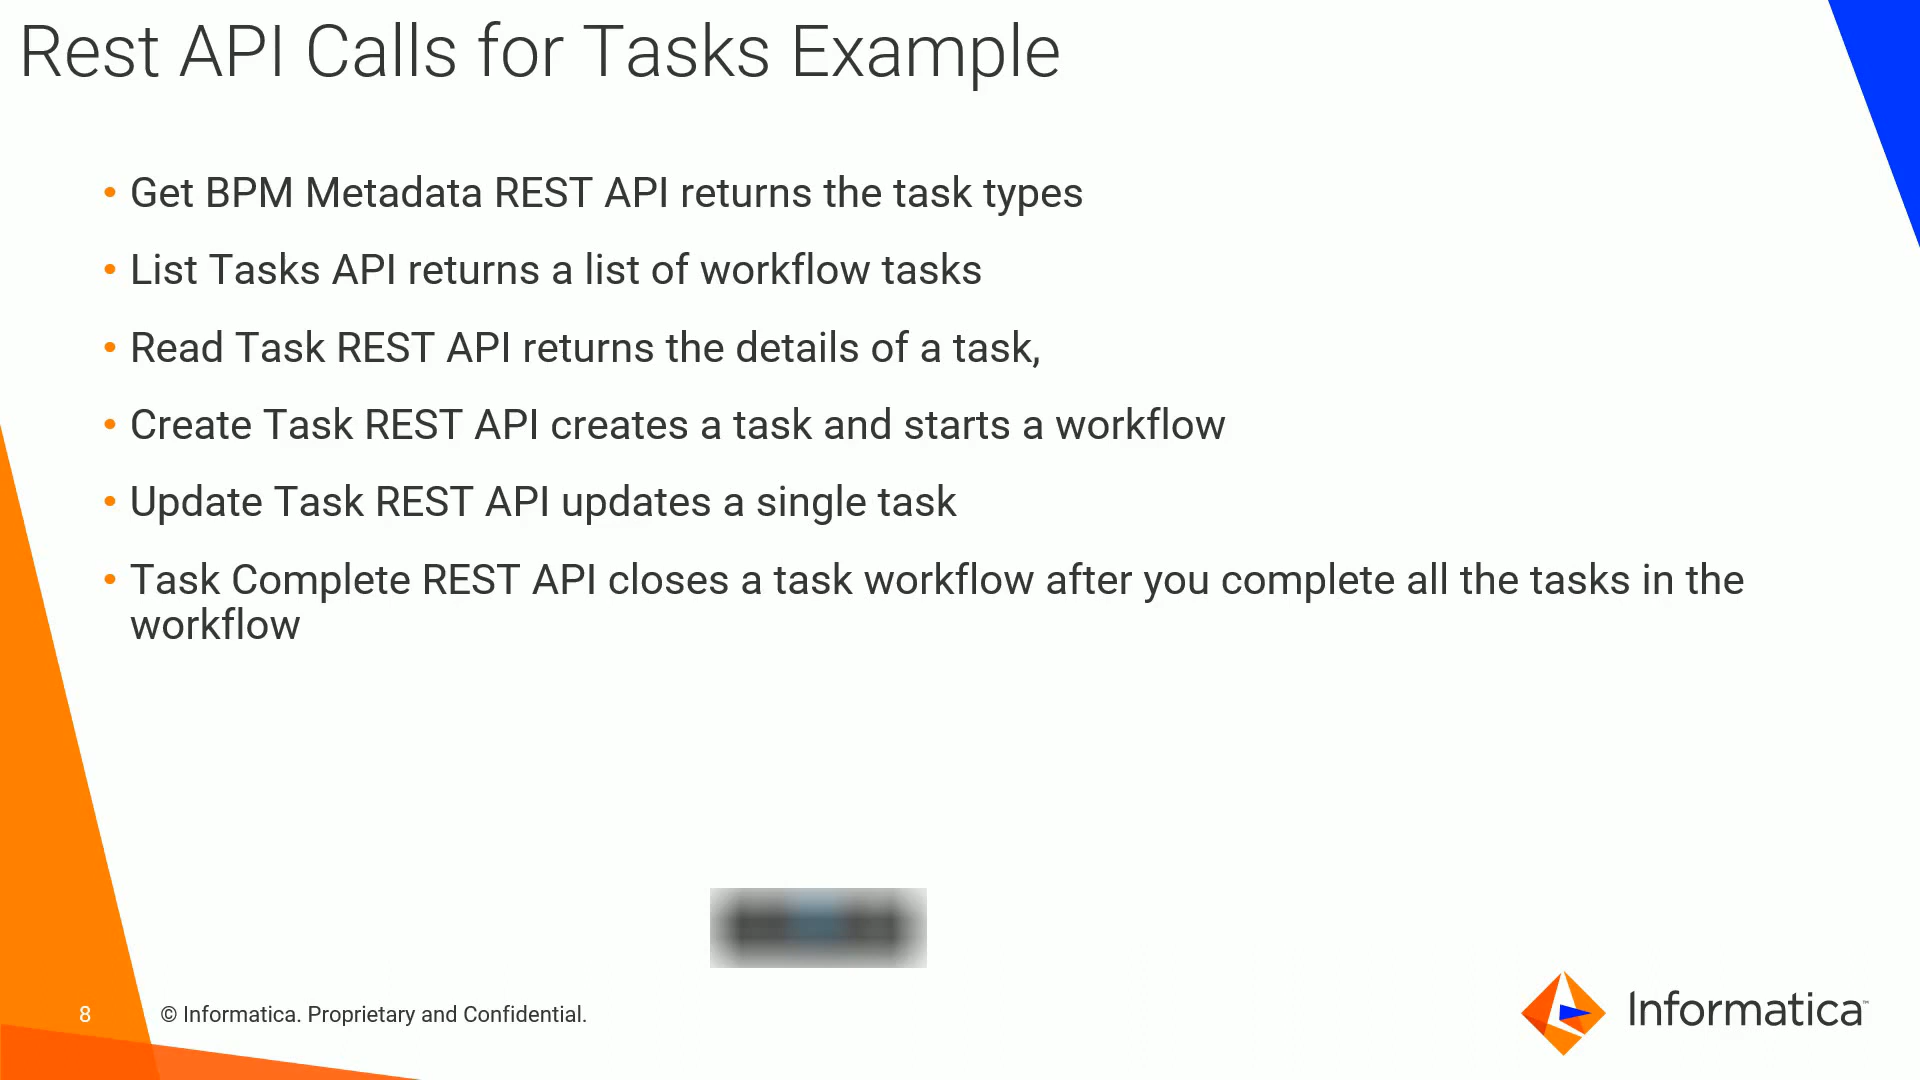 Rest API Calls for Tasks Example
• Get BPM Metadata REST API returns the task types
• List Tasks API returns a list of workflow tasks
• Read Task REST API returns the details of a task,
• Create Task REST API creates a task and starts a workflow
• Update Task REST API updates a single task
• Task Complete REST API closes a task workflow after you complete all the tasks in the
workflow
8
© Informatica. Proprietary and Confidential.
Informatica™